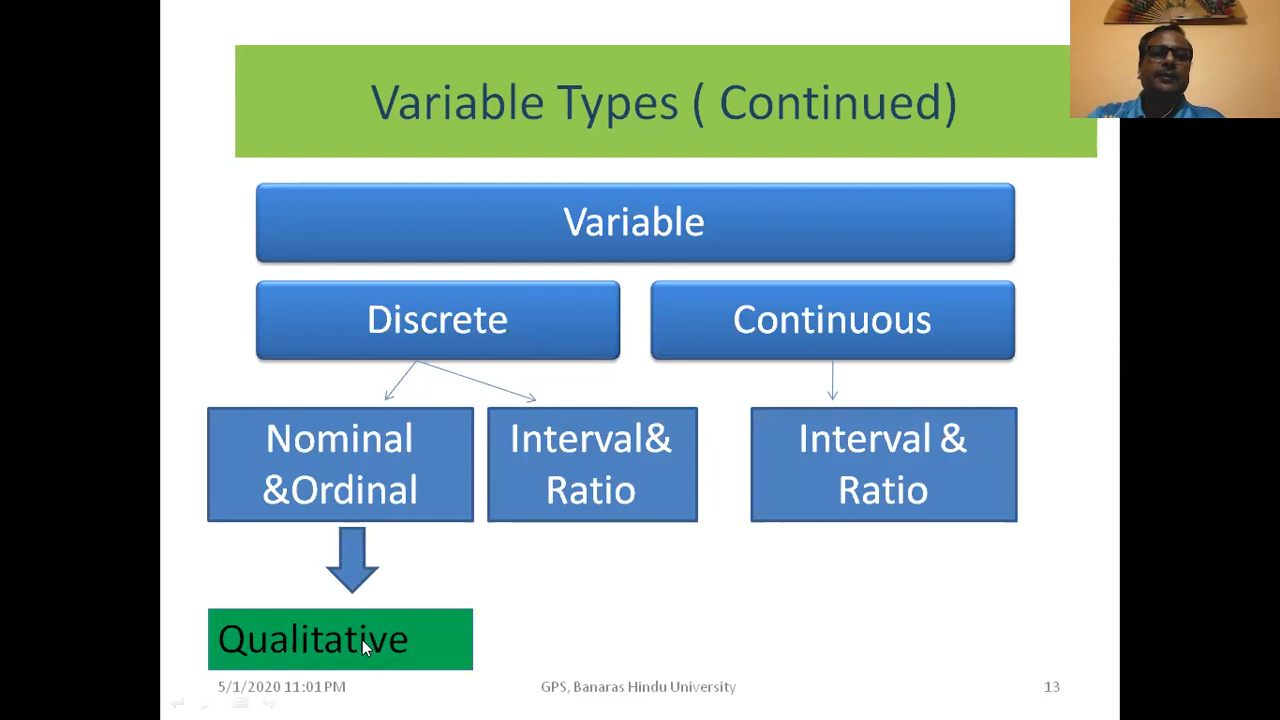 Variable Types ( Continued)
Variable
Discrete
Continuous
Nominal
&Ordinal
Interval&
Ratio
Interval &
Ratio
Qualitative
5/1/2020 11:01 PM
GPS, Banaras Hindu University
13